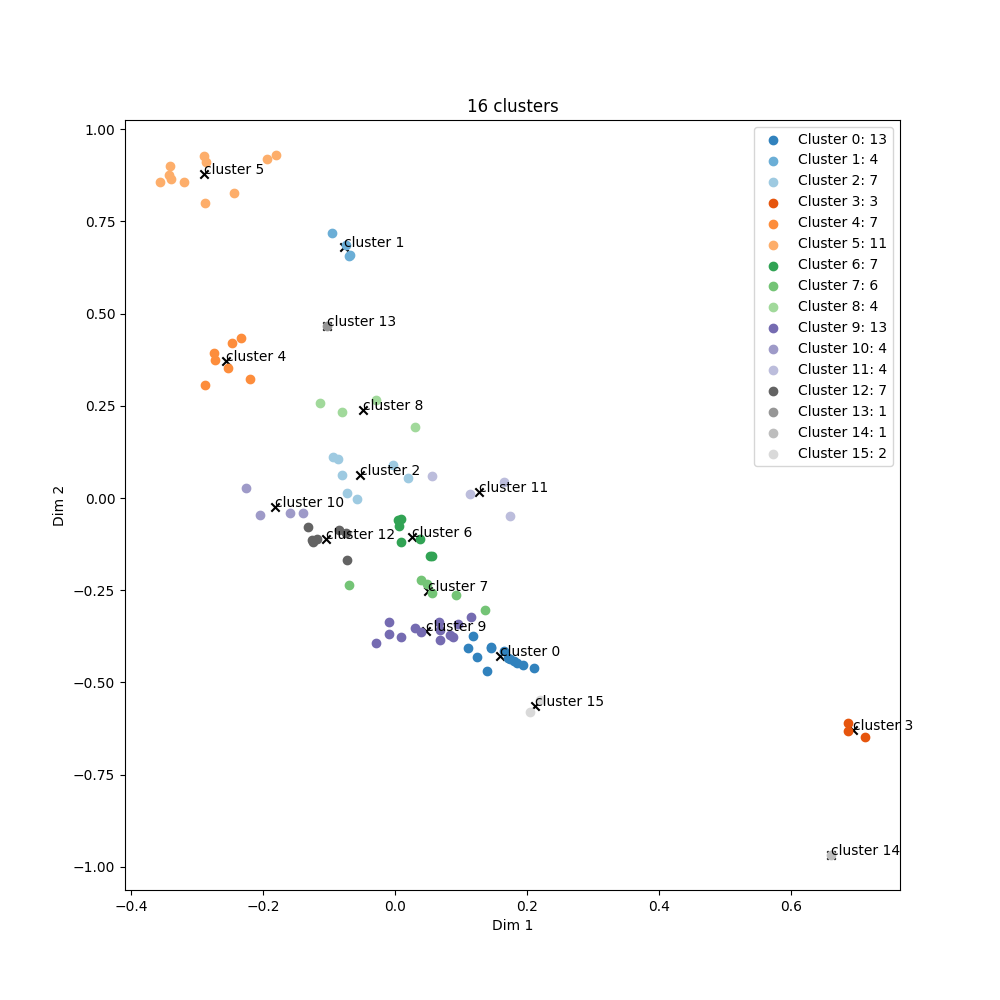 16 clusters
1.00
0.75
0.50
0.25
0.00
−0.25
−0.50
−0.75
−1.00
Dim 2
−0.4
−0.2
0.0
0.2
0.4
0.6
Dim 1
Cluster 0: 13
Cluster 1: 4
Cluster 2: 7
Cluster 3: 3
Cluster 4: 7
Cluster 5: 11
Cluster 6: 7
Cluster 7: 6
Cluster 8: 4
Cluster 9: 13
Cluster 10: 4
Cluster 11: 4
Cluster 12: 7
Cluster 13: 1
Cluster 14: 1
Cluster 15: 2
cluster 5
cluster 1
cluster 13
cluster 4
cluster 8
cluster 2
cluster 11
cluster 10
cluster 12
cluster 6
cluster 7
cluster 9
cluster 0
cluster 15
cluster 3
cluster 14